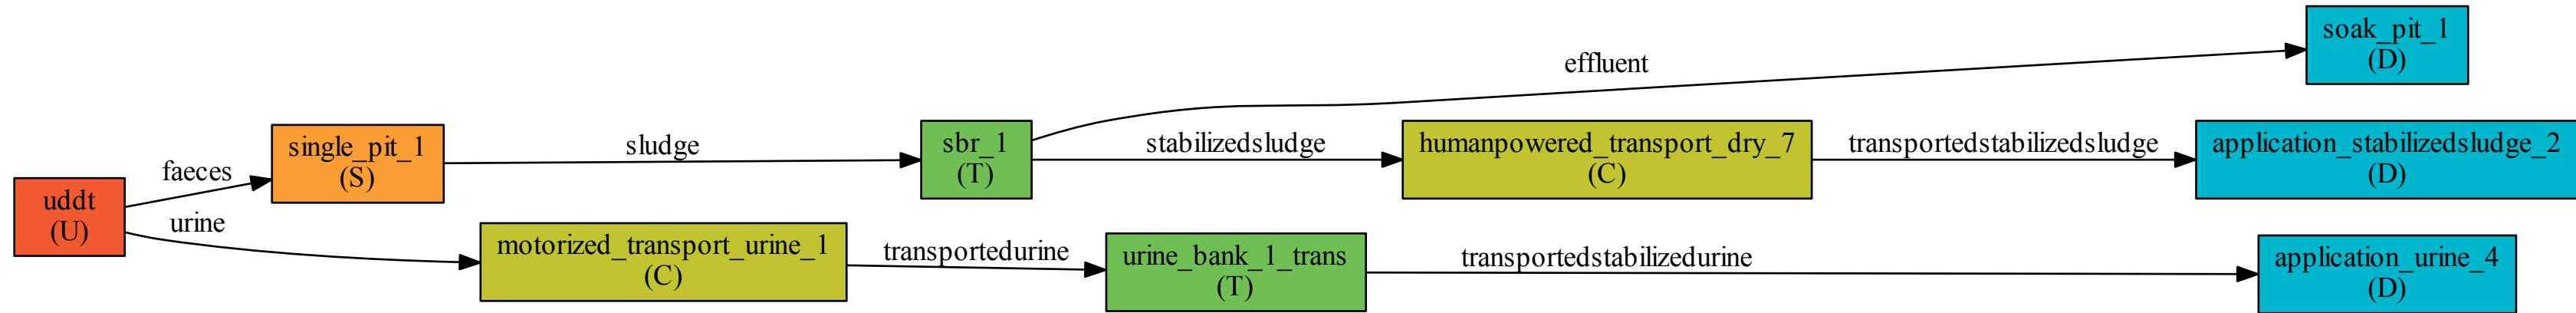 uddt
(U)
faeces
urine
single_pit_1
(S)
sludge
motorized_transport_urine_1
(C)
transportedurine
sbr_1
(T)
effluent
stabilizedsludge
urine_bank_1_trans
(T)
transportedstabilizedurine
humanpowered_transport_dry_7
(C)
transportedstabilizedsludge
soak_pit_1
(D)
application_stabilizedsludge_2
(D)
application_urine_4
(D)